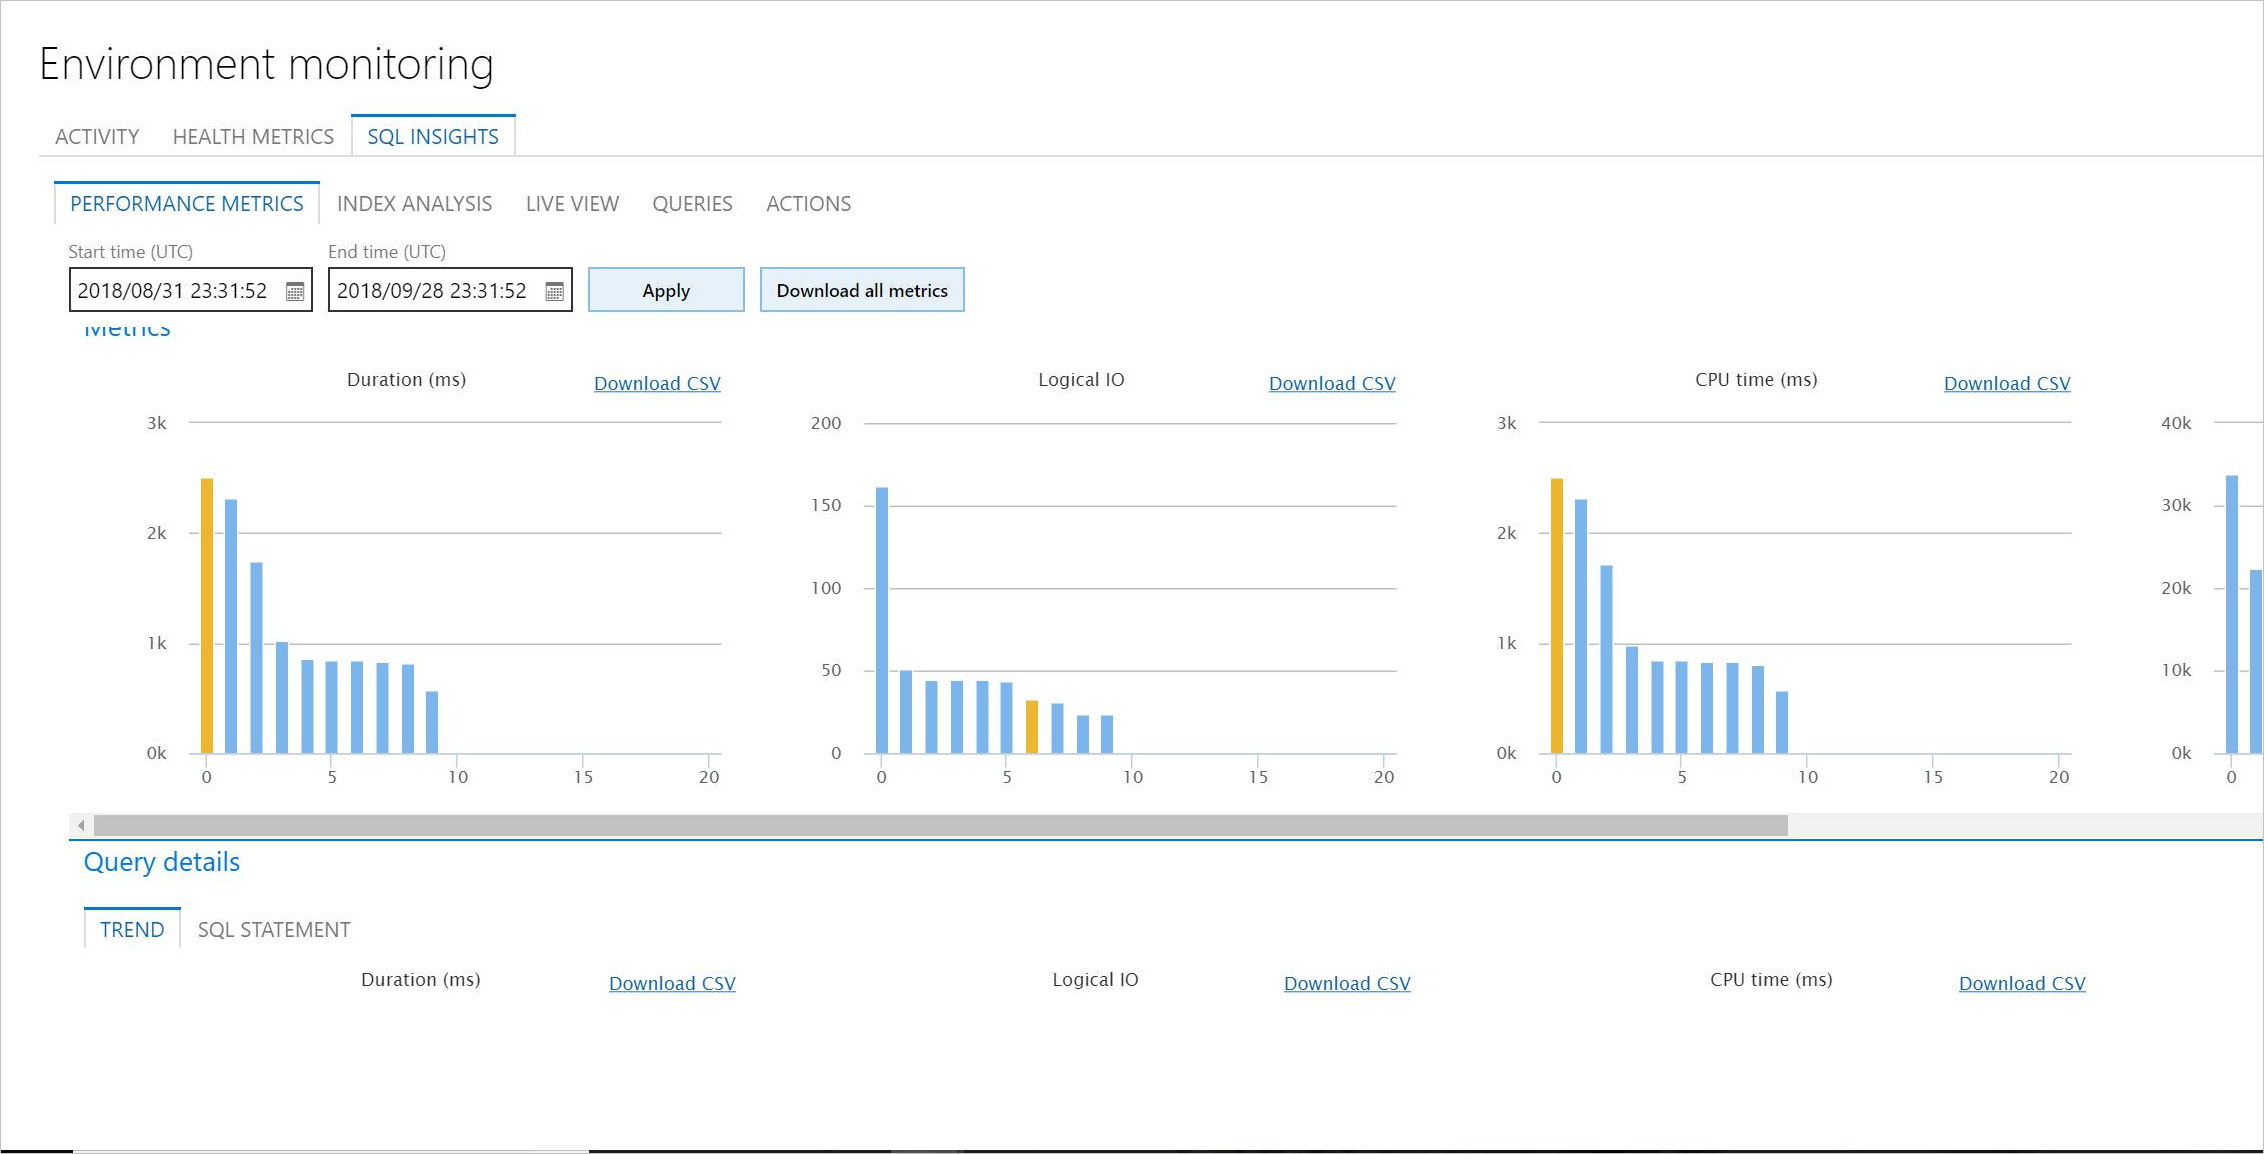 Environment monitoring
ACTIVITY HEALTH METRICS SQL INSIGHTS
PERFORMANCE METRICS INDEX ANALYSIS LIVE VIEW QUERIES ACTIONS
Start time (UTC) End time (UTC)
2018/08/31 23:31:52 2018/09/28 23:31:52 Apply Download all metrics
Metrics
Duration (ms) Download CSV Logical IO Download CSV CPU time (ms) Download CSV
3k 200 3k 40k
150 30k
2k 2k
100 20k
1k 1k
50 10k
0k 0 0k 0k
0 5 10 15 20 0 5 10 15 20 0 5 10 15 20 0
Query details
TREND SQL STATEMENT
Duration (ms) Download CSV Logical IO Download CSV CPU time (ms) Download CSV